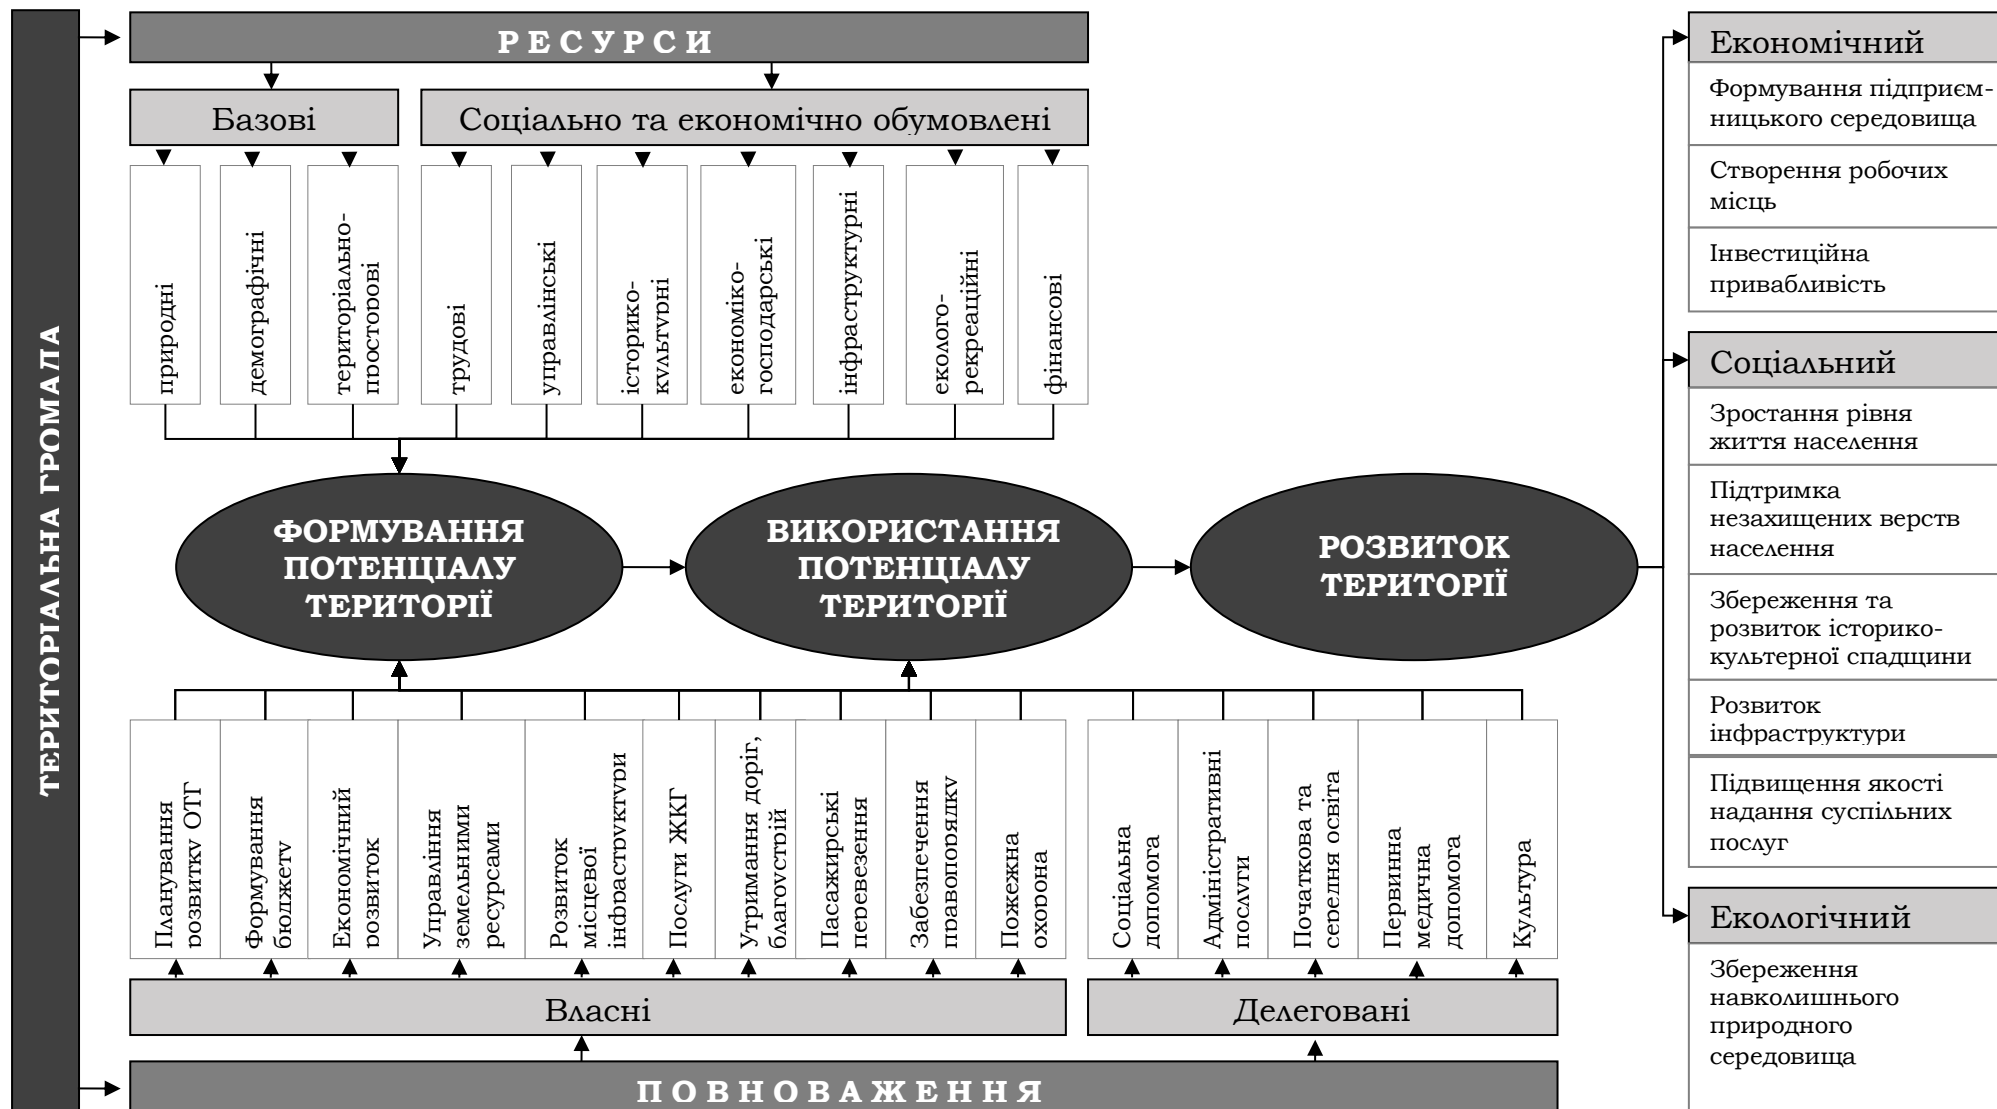 ТЕРИТОРІАЛЬНА ГРОМАДА
РЕСУРСИ
Базові
Соціально та економічно обумовлені
природні
демографічні
територіально-
просторові
трудові
управлінські
історико-
культурні
економіко-
господарські
інфраструктурні
еколого-
рекреаційні
фінансові
ФОРМУВАННЯ
ПОТЕНЦІАЛУ
ТЕРИТОРІЇ
ВИКОРИСТАННЯ
ПОТЕНЦІАЛУ
ТЕРИТОРІЇ
РОЗВИТОК
ТЕРИТОРІЇ
Планування
розвитку ОТГ
Формування
бюджету
Економічний
розвиток
Управління
земельними
ресурсами
Розвиток
місцевої
інфраструктури
Послуги ЖКГ
Утримання доріг,
благоустрій
Пасажирські
перевезення
Забезпечення
правопорядку
Пожежна
охорона
Соціальна
допомога
Адміністративні
послуги
Початкова та
середня освіта
Первинна
медична
допомога
Культура
Власні
Делеговані
ПОВНОВАЖЕННЯ
Економічний
Формування підприєм-
ницького середовища
Створення робочих
місць
Інвестиційна
привабливість
Соціальний
Зростання рівня
життя населення
Підтримка
незахищених верств
населення
Збереження та
розвиток історико-
культерної спадщини
Розвиток
інфраструктури
Підвищення якості
надання суспільних
послуг
Екологічний
Збереження
навколишнього
природного
середовища